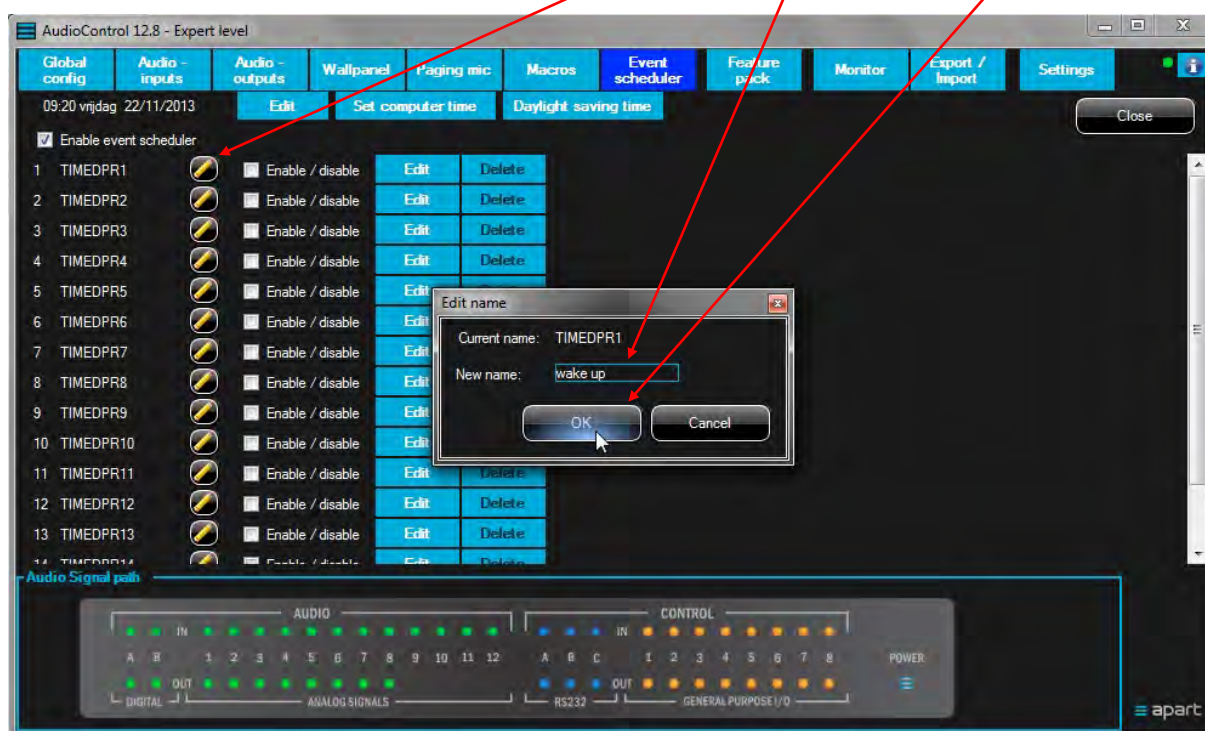 AudioControl 12.8 - Expert level
Global config Audio - inputs Audio - outputs Wallpanel Paging mic Macros Event scheduler Feature pack Monitor Export / Import Settings
09:20 vrijdag 22/11/2013 Edit Set computer time Daylight saving time Close
Enable event scheduler
1 TIMEDPR1 Enable / disable Edit Delete
2 TIMEDPR2 Enable / disable Edit Delete
3 TIMEDPR3 Enable / disable Edit Delete
4 TIMEDPR4 Enable / disable Edit Delete
5 TIMEDPR5 Enable / disable Edit
6 TIMEDPR6 Enable / disable Edit
7 TIMEDPR7 Enable / disable Edit
8 TIMEDPR8 Enable / disable Edit
9 TIMEDPR9 Enable / disable Edit
10 TIMEDPR10 Enable / disable Edit
11 TIMEDPR11 Enable / disable Edit Delete
12 TIMEDPR12 Enable / disable Edit Delete
13 TIMEDPR13 Enable / disable Edit Delete
14 TIMEDPR14 Enable / disable Edit Delete
Edit name
Current name: TIMEDPR1
New name: wake up
OK Cancel
Audio Signal path
AUDIO CONTROL
IN IN
A B 1 2 3 4 5 6 7 8 9 10 11 12 A B C 1 2 3 4 5 6 7 8 POWER
OUT OUT
DIGITAL ANALOG SIGNALS RS232 GENERAL PURPOSE I/O
apart